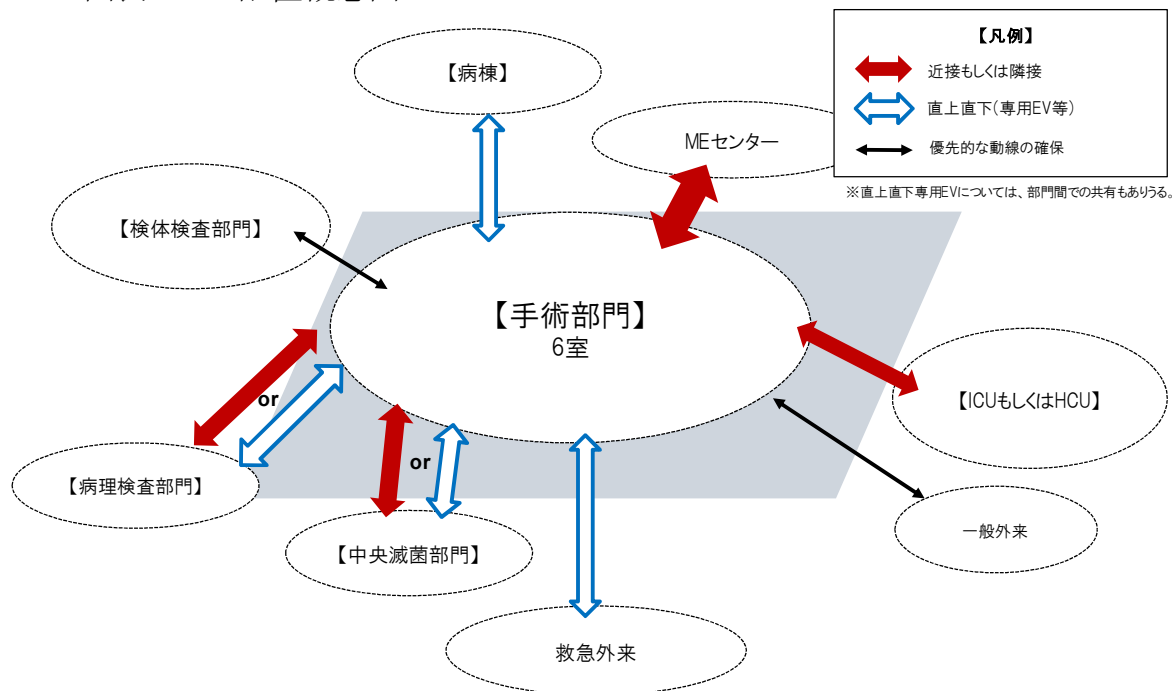 【凡例】
近接もしくは隣接
直上直下(専用EV等)
優先的な動線の確保
※直上直下専用EVについては、部門間での共有もありうる。
【病棟】
MEセンター
【検体検査部門】
【手術部門】
6室
or
【ICUもしくはHCU】
or
【病理検査部門】
【中央滅菌部門】
一般外来
救急外来